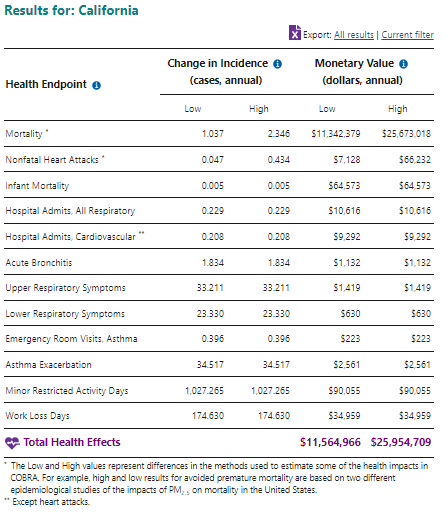 Results for: California
Export: All results | Current filter
Health Endpoint
Change in Incidence
(cases, annual)
Monetary Value
(dollars, annual)
Low High Low High
Mortality * 1.037 2.346 $11,342,379 $25,673,018
Nonfatal Heart Attacks * 0.047 0.434 $7,128 $66,232
Infant Mortality 0.005 0.005 $64,573 $64,573
Hospital Admits, All Respiratory 0.229 0.229 $10,616 $10,616
Hospital Admits, Cardiovascular ** 0.208 0.208 $9,292 $9,292
Acute Bronchitis 1.834 1.834 $1,132 $1,132
Upper Respiratory Symptoms 33.211 33.211 $1,419 $1,419
Lower Respiratory Symptoms 23.330 23.330 $630 $630
Emergency Room Visits, Asthma 0.396 0.396 $223 $223
Asthma Exacerbation 34.517 34.517 $2,561 $2,561
Minor Restricted Activity Days 1,027.265 1,027.265 $90,055 $90,055
Work Loss Days 174.630 174.630 $34,959 $34,959
Total Health Effects $11,564,966 $25,954,709
* The Low and High values represent differences in the methods used to estimate some of the health impacts in
COBRA. For example, high and low results for avoided premature mortality are based on two different
epidemiological studies of the impacts of PM2.5 on mortality in the United States.
** Except heart attacks.